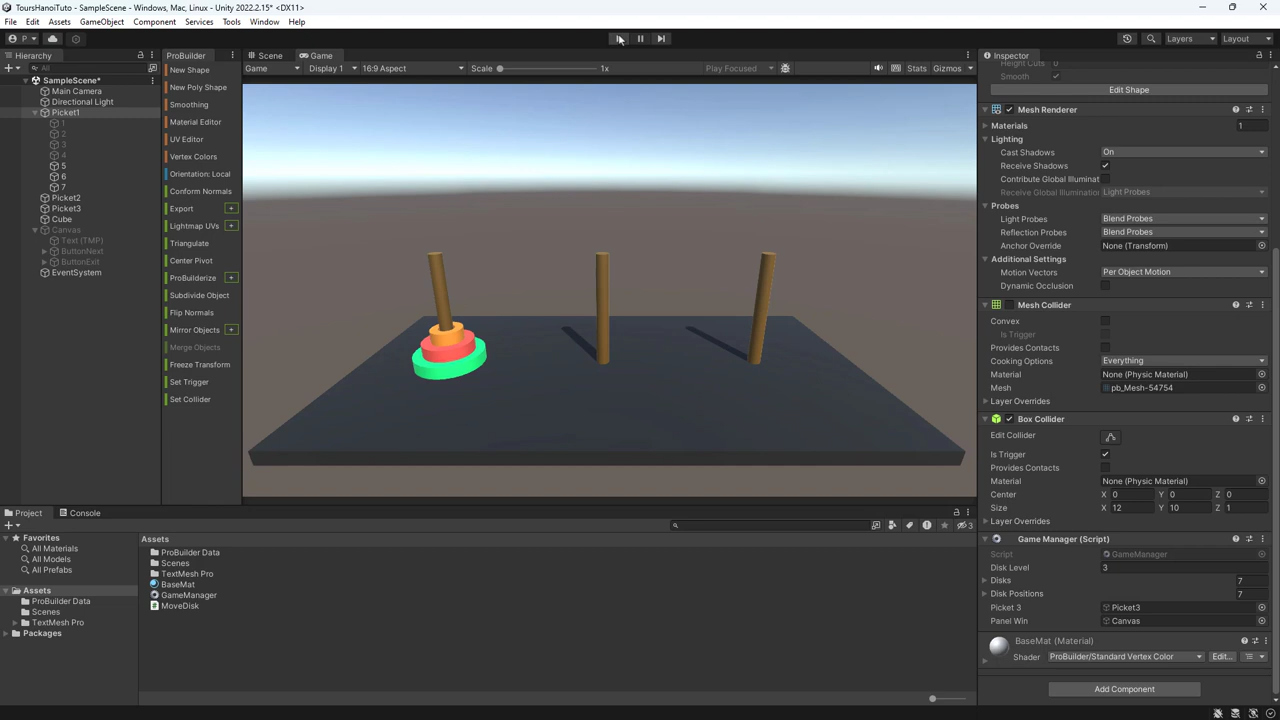 ToursHanoiTuto - SampleScene - Windows, Mac, Linux - Unity 2022.2.15* <DX11>
File Edit Assets GameObject Component Services Tools Window Help
P
Layers
Layout
Hierarchy
All
SampleScene*
Main Camera
Directional Light
Picket1
1
2
3
4
5
6
7
Picket2
Picket3
Cube
Canvas
Text (TMP)
ButtonNext
ButtonExit
EventSystem
ProBuilder
New Shape
New Poly Shape
Smoothing
Material Editor
UV Editor
Vertex Colors
Orientation: Local
Conform Normals
Export
Lightmap UVs
Triangulate
Center Pivot
ProBuilderize
Subdivide Object
Flip Normals
Mirror Objects
Merge Objects
Freeze Transform
Set Trigger
Set Collider
Scene Game
Game Display 1 16:9 Aspect Scale 1x Play Focused Stats Gizmos
Inspector
Height Cuts 0
Smooth
Edit Shape
Mesh Renderer
Materials 1
Lighting
Cast Shadows On
Receive Shadows
Contribute Global Illuminat
Receive Global Illumination Light Probes
Probes
Light Probes Blend Probes
Reflection Probes Blend Probes
Anchor Override None (Transform)
Additional Settings
Motion Vectors Per Object Motion
Dynamic Occlusion
Mesh Collider
Convex
Is Trigger
Provides Contacts
Cooking Options Everything
Material None (Physic Material)
Mesh pb_Mesh-54754
Layer Overrides
Box Collider
Edit Collider
Is Trigger
Provides Contacts
Material None (Physic Material)
Center X 0 Y 0 Z 0
Size X 12 Y 10 Z 1
Layer Overrides
Game Manager (Script)
Script GameManager
Disk Level 3
Disks 7
Disk Positions 7
Picket 3 Picket3
Panel Win Canvas
BaseMat (Material)
Shader ProBuilder/Standard Vertex Color Edit...
Add Component
Project Console
3
Favorites
All Materials
All Models
All Prefabs
Assets
ProBuilder Data
Scenes
TextMesh Pro
Packages
Assets
ProBuilder Data
Scenes
TextMesh Pro
BaseMat
GameManager
MoveDisk